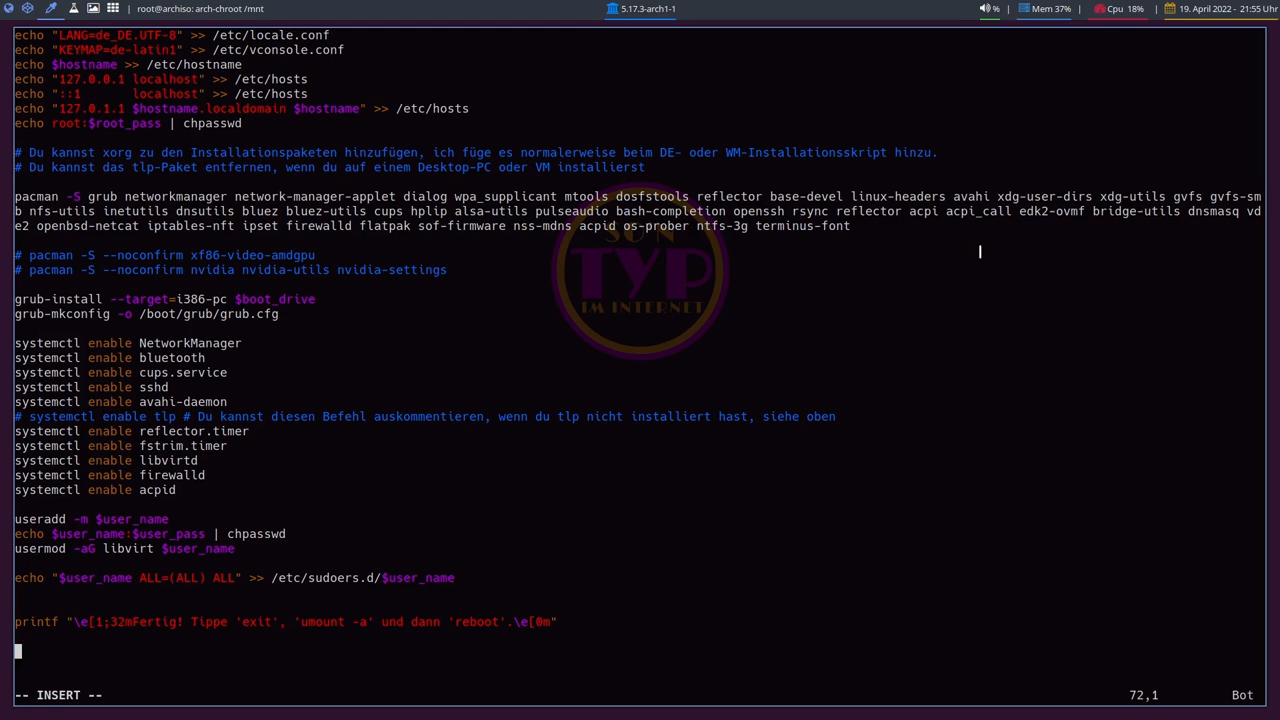 root@archiso: arch-chroot /mnt
5.17.3-arch1-1
%
Mem 37%
Cpu 18%
19. April 2022 - 21:55 Uhr
echo "LANG=de_DE.UTF-8" >> /etc/locale.conf
echo "KEYMAP=de-latin1" >> /etc/vconsole.conf
echo $hostname >> /etc/hostname
echo "127.0.0.1 localhost" >> /etc/hosts
echo "::1       localhost" >> /etc/hosts
echo "127.0.1.1 $hostname.localdomain $hostname" >> /etc/hosts
echo root:$root_pass | chpasswd
# Du kannst xorg zu den Installationspaketen hinzufügen, ich füge es normalerweise beim DE- oder WM-Installationsskript hinzu.
# Du kannst das tlp-Paket entfernen, wenn du auf einem Desktop-PC oder VM installierst
pacman -S grub networkmanager network-manager-applet dialog wpa_supplicant mtools dosfstools reflector base-devel linux-headers avahi xdg-user-dirs xdg-utils gvfs gvfs-sm
b nfs-utils inetutils dnsutils bluez bluez-utils cups hplip alsa-utils pulseaudio bash-completion openssh rsync reflector acpi acpi_call edk2-ovmf bridge-utils dnsmasq vd
e2 openbsd-netcat iptables-nft ipset firewalld flatpak sof-firmware nss-mdns acpid os-prober ntfs-3g terminus-font
SON
TYP
IM INTERNET
# pacman -S --noconfirm xf86-video-amdgpu
# pacman -S --noconfirm nvidia nvidia-utils nvidia-settings
grub-install --target=i386-pc $boot_drive
grub-mkconfig -o /boot/grub/grub.cfg
systemctl enable NetworkManager
systemctl enable bluetooth
systemctl enable cups.service
systemctl enable sshd
systemctl enable avahi-daemon
# systemctl enable tlp # Du kannst diesen Befehl auskommentieren, wenn du tlp nicht installiert hast, siehe oben
systemctl enable reflector.timer
systemctl enable fstrim.timer
systemctl enable libvirtd
systemctl enable firewalld
systemctl enable acpid
useradd -m $user_name
echo $user_name:$user_pass | chpasswd
usermod -aG libvirt $user_name
echo "$user_name ALL=(ALL) ALL" >> /etc/sudoers.d/$user_name
printf "\e[1;32mFertig! Tippe 'exit', 'umount -a' und dann 'reboot'.\e[0m"
-- INSERT --
72,1
Bot